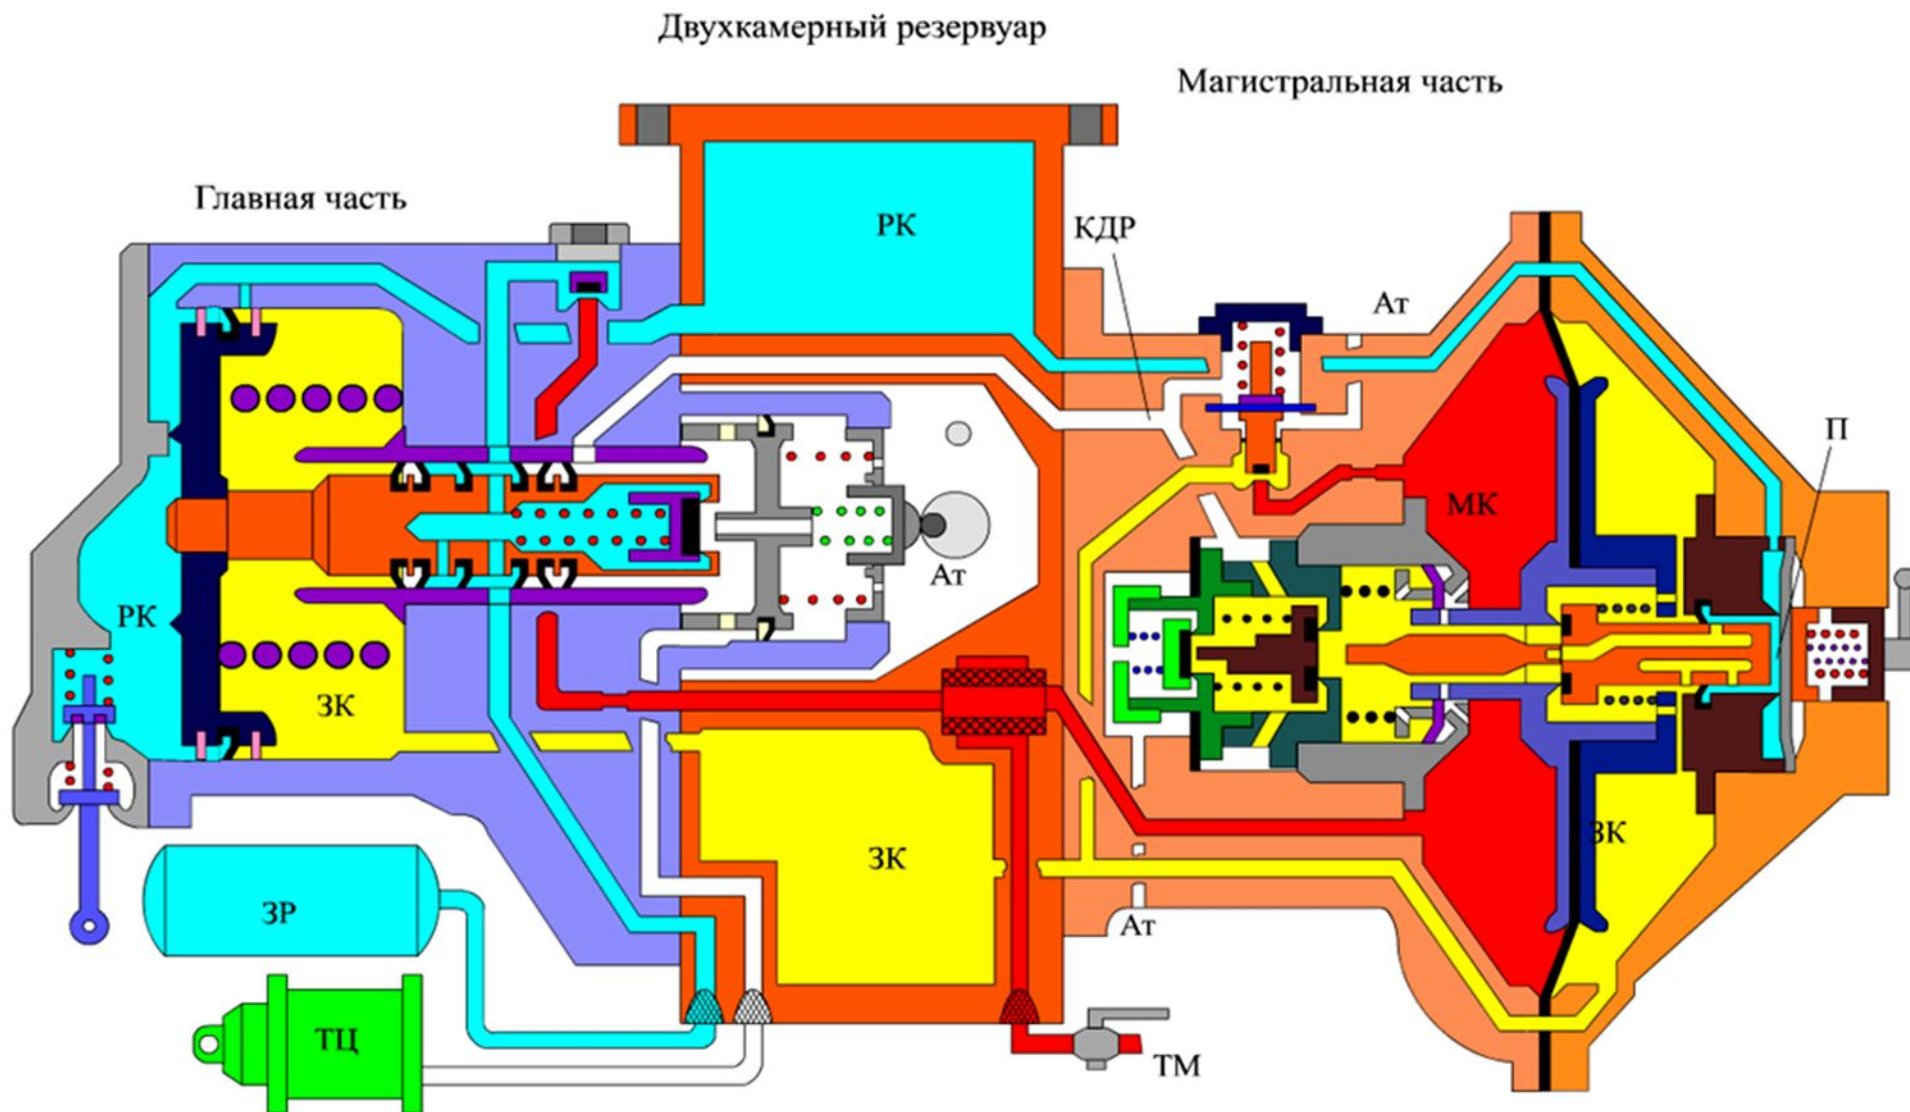 Двухкамерный резервуар
Магистральная часть
Главная часть
РК
КДР
Ат
П
МК
Ат
РК
ЗК
ЗК
ЗК
ЗР
Ат
ТЦ
ТМ